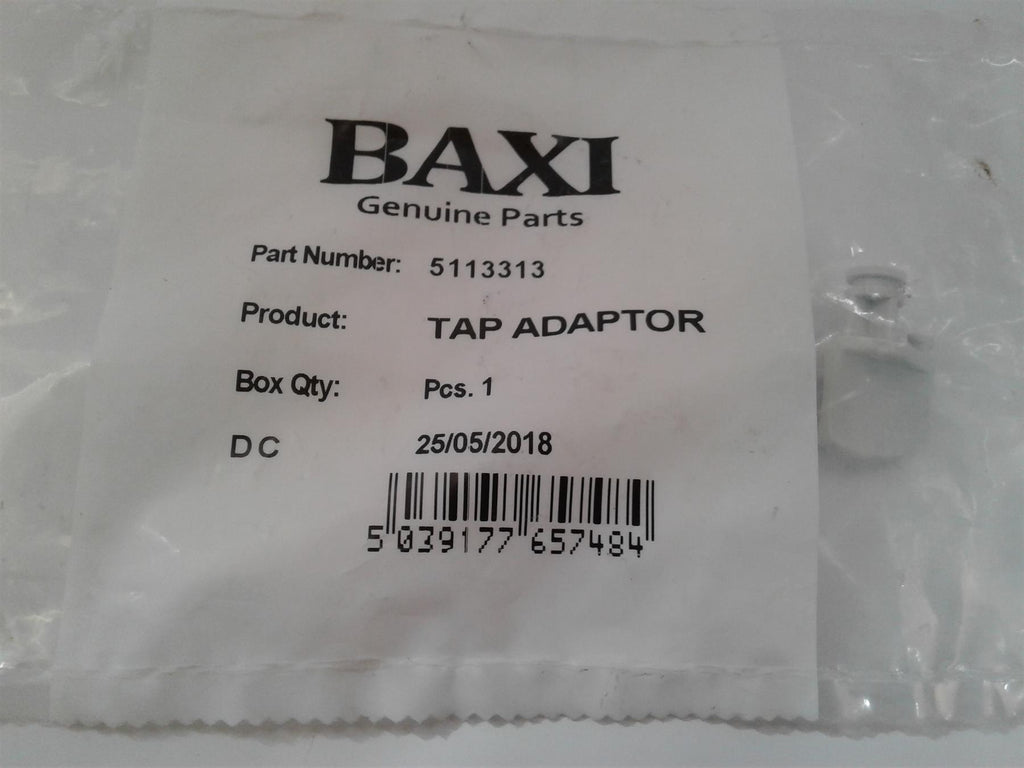 BAXI
Genuine Parts
Part Number: 5113313
Product: TAP ADAPTOR
Box Qty: Pcs. 1
D C 25/05/2018
5 039177 657484